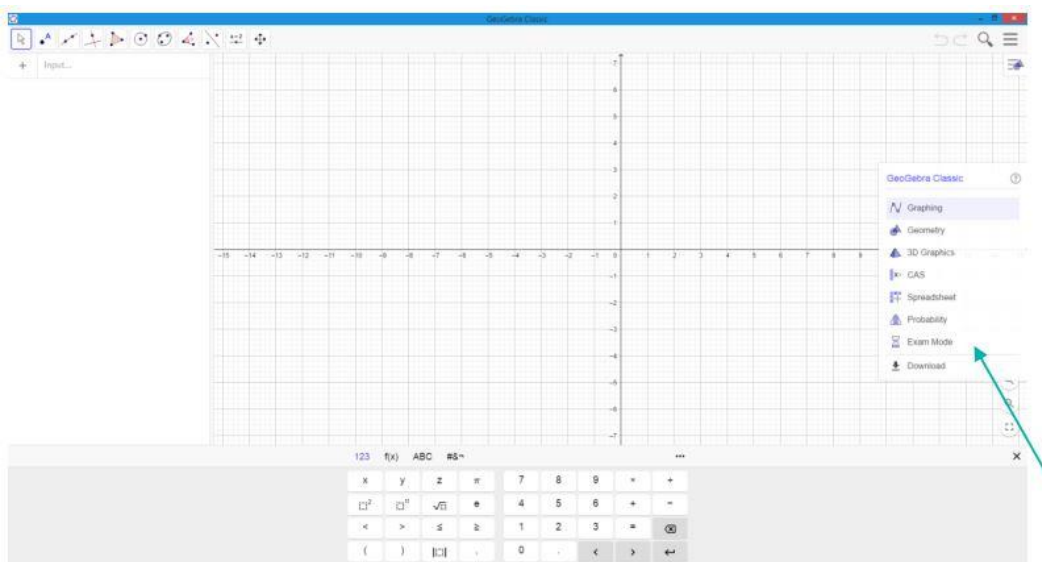 GeoGebra Classic
A
a=2
Input...
7
6
5
4
3
2
1
-15 -14 -13 -12 -11 -10 -9 -8 -7 -6 -5 -4 -3 -2 -1 0 1 2 3 4 5 6 7 8 9
-1
-2
-3
-4
-5
-6
-7
GeoGebra Classic
Graphing
Geometry
3D Graphics
CAS
Spreadsheet
Probability
Exam Mode
Download
123 f(x) ABC #&¬ ...
x y z π 7 8 9 × ÷
□² □ⁿ √□ e 4 5 6 + −
< > ≤ ≥ 1 2 3 =
( ) |□| , 0 . < >